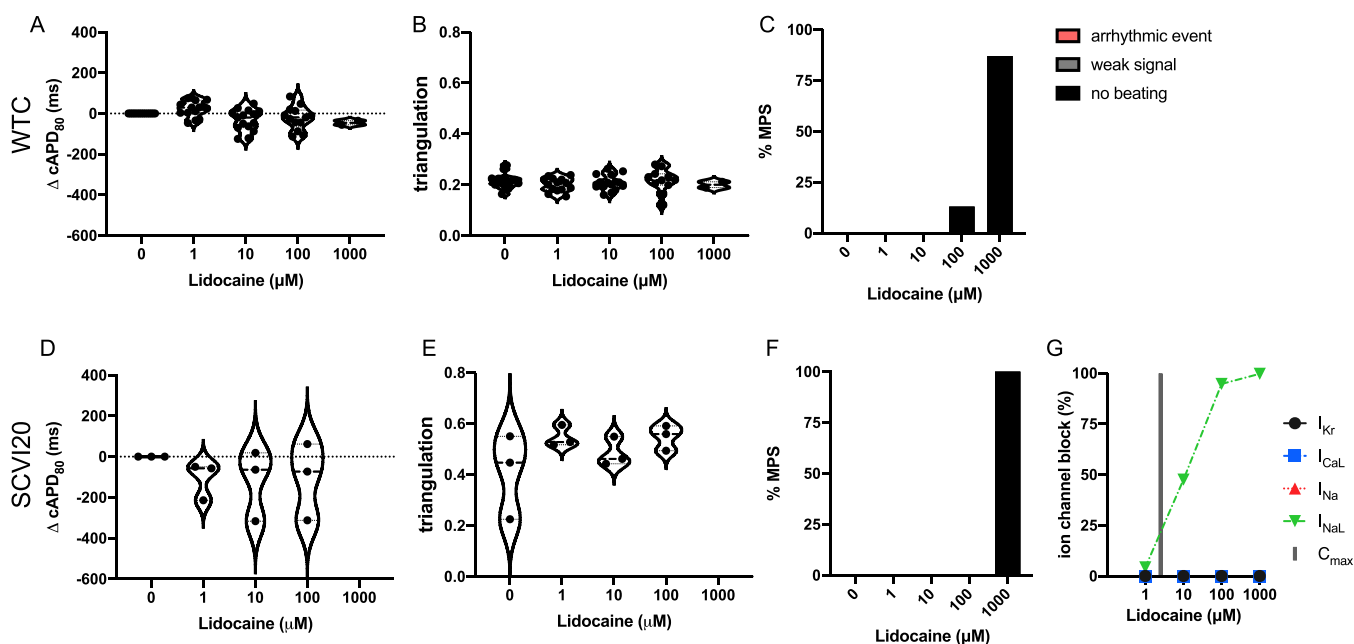 A
WTC
Δ cAPD80 (ms)
400
200
0
-200
-400
-600
0 1 10 100 1000
Lidocaine (µM)
B
triangulation
0.8
0.6
0.4
0.2
0.0
0 1 10 100 1000
Lidocaine (µM)
C
% MPS
100
75
50
25
0
0 1 10 100 1000
Lidocaine (µM)
arrhythmic event
weak signal
no beating
D
SCVI20
Δ cAPD80 (ms)
400
200
0
-200
-400
-600
0 1 10 100 1000
Lidocaine (µM)
E
triangulation
0.8
0.6
0.4
0.2
0.0
0 1 10 100 1000
Lidocaine (µM)
F
% MPS
100
75
50
25
0
0 1 10 100 1000
Lidocaine (µM)
G
ion channel block (%)
100
75
50
25
0
1 10 100 1000
Lidocaine (µM)
IKr
ICaL
INa
INaL
Cmax